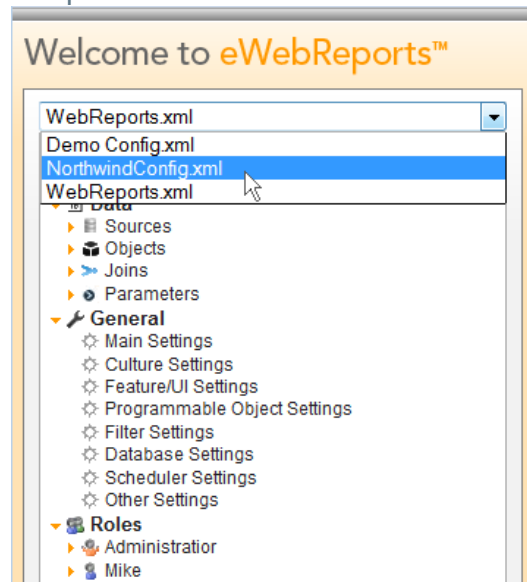 Welcome to eWebReports™
WebReports.xml
Demo Config.xml
NorthwindConfig.xml
WebReports.xml
Data
Sources
Objects
Joins
Parameters
General
Main Settings
Culture Settings
Feature/UI Settings
Programmable Object Settings
Filter Settings
Database Settings
Scheduler Settings
Other Settings
Roles
Administratior
Mike